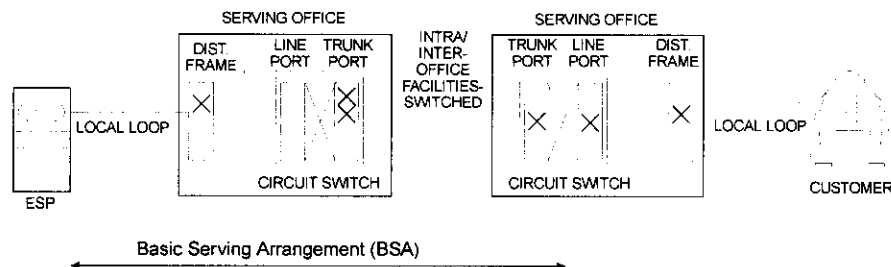 SERVING OFFICE
DIST.
FRAME
LINE
PORT
TRUNK
PORT
CIRCUIT SWITCH
INTRA/
INTER-
OFFICE
FACILITIES-
SWITCHED
SERVING OFFICE
TRUNK
PORT
LINE
PORT
DIST.
FRAME
CIRCUIT SWITCH
LOCAL LOOP
ESP
LOCAL LOOP
CUSTOMER
Basic Serving Arrangement (BSA)